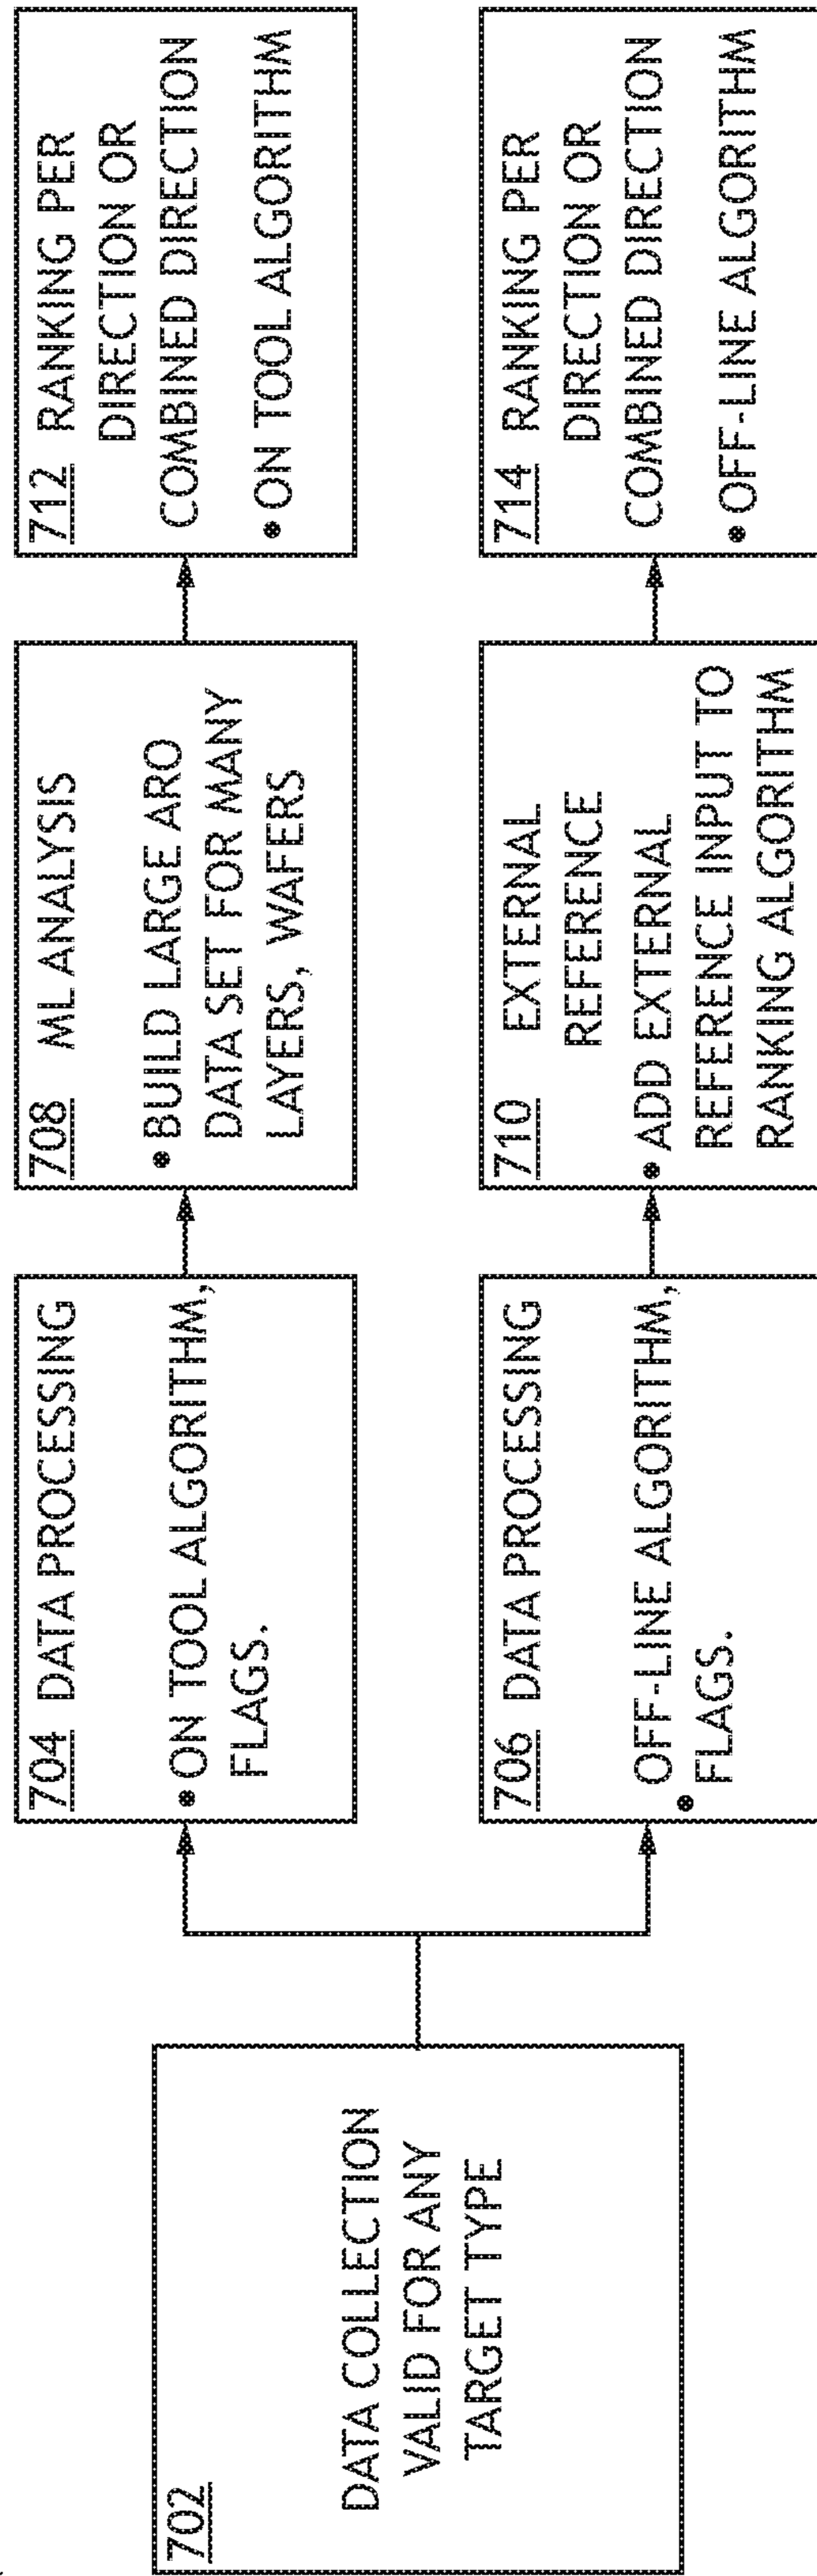 702
DATA COLLECTION
VALID FOR ANY
TARGET TYPE
704 DATA PROCESSING
• ON TOOL ALGORITHM,
FLAGS.
708 ML ANALYSIS
• BUILD LARGE ARO
DATA SET FOR MANY
LAYERS, WAFERS
712 RANKING PER
DIRECTION OR
COMBINED DIRECTION
• ON TOOL ALGORITHM
706 DATA PROCESSING
OFF-LINE ALGORITHM,
• FLAGS.
710 EXTERNAL
REFERENCE
• ADD EXTERNAL
REFERENCE INPUT TO
RANKING ALGORITHM
714 RANKING PER
DIRECTION OR
COMBINED DIRECTION
• OFF-LINE ALGORITHM